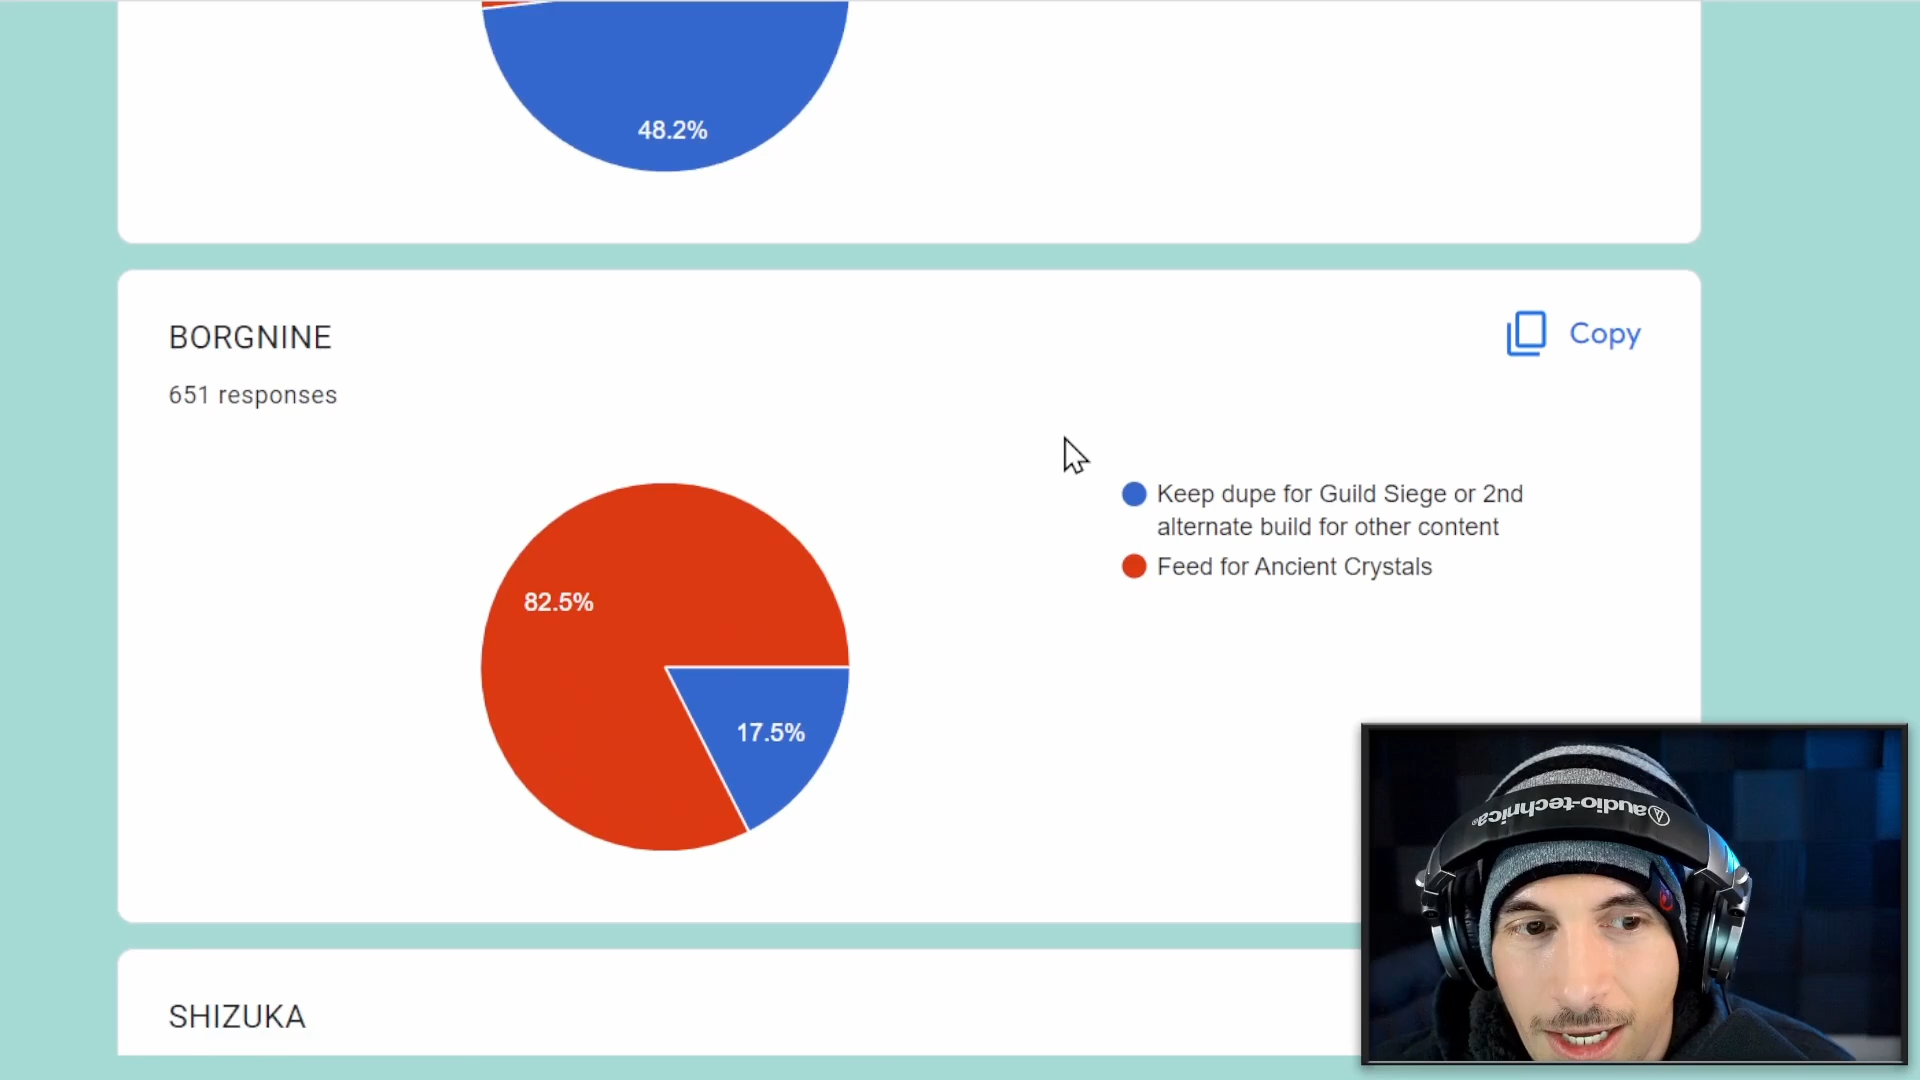 48.2%
BORGNINE
Copy
651 responses
Keep dupe for Guild Siege or 2nd
alternate build for other content
Feed for Ancient Crystals
82.5%
17.5%
audio-technica
SHIZUKA